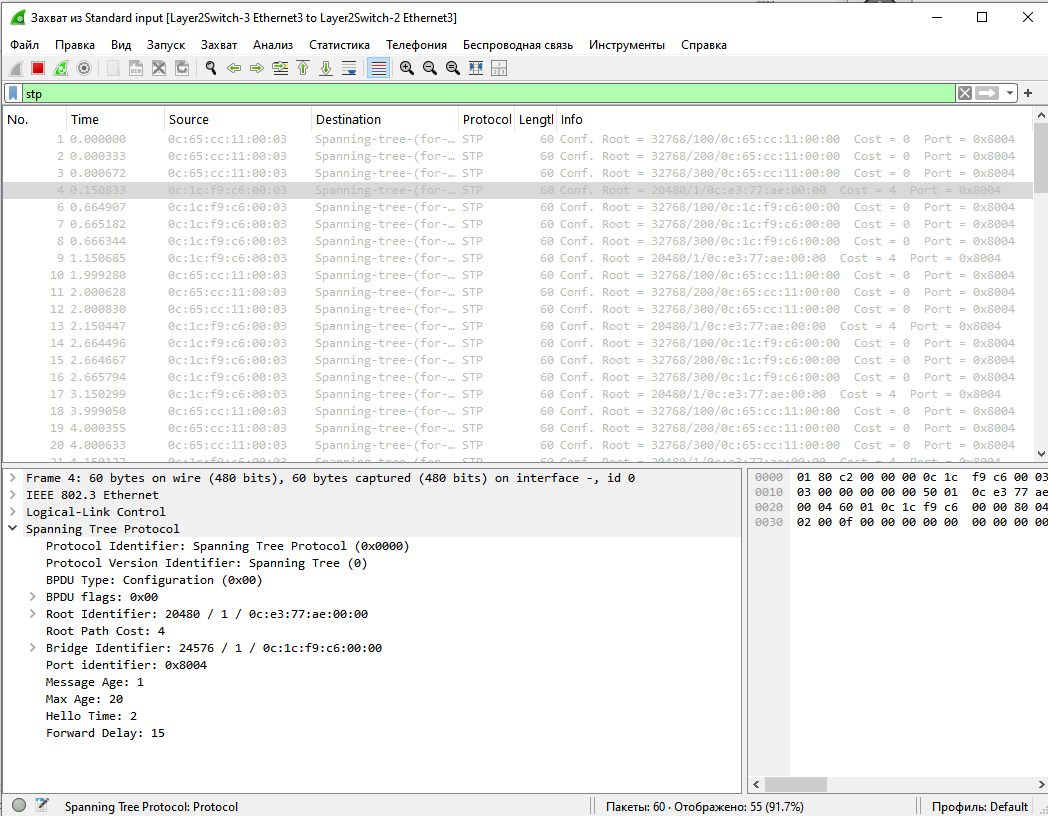 Захват из Standard input [Layer2Switch-3 Ethernet3 to Layer2Switch-2 Ethernet3]
Файл Правка Вид Запуск Захват Анализ Статистика Телефония Беспроводная связь Инструменты Справка
stp
No. Time Source Destination Protocol Lengtl Info
1 0.000000 0c:65:cc:11:00:03 Spanning-tree-(for-… STP 60 Conf. Root = 32768/100/0c:65:cc:11:00:00 Cost = 0 Port = 0x8004
2 0.000333 0c:65:cc:11:00:03 Spanning-tree-(for-… STP 60 Conf. Root = 32768/200/0c:65:cc:11:00:00 Cost = 0 Port = 0x8004
3 0.000672 0c:65:cc:11:00:03 Spanning-tree-(for-… STP 60 Conf. Root = 32768/300/0c:65:cc:11:00:00 Cost = 0 Port = 0x8004
4 0.150833 0c:1c:f9:c6:00:03 Spanning-tree-(for-… STP 60 Conf. Root = 20480/1/0c:e3:77:ae:00:00 Cost = 4 Port = 0x8004
6 0.664907 0c:1c:f9:c6:00:03 Spanning-tree-(for-… STP 60 Conf. Root = 32768/100/0c:1c:f9:c6:00:00 Cost = 0 Port = 0x8004
7 0.665182 0c:1c:f9:c6:00:03 Spanning-tree-(for-… STP 60 Conf. Root = 32768/200/0c:1c:f9:c6:00:00 Cost = 0 Port = 0x8004
8 0.666344 0c:1c:f9:c6:00:03 Spanning-tree-(for-… STP 60 Conf. Root = 32768/300/0c:1c:f9:c6:00:00 Cost = 0 Port = 0x8004
9 1.150685 0c:1c:f9:c6:00:03 Spanning-tree-(for-… STP 60 Conf. Root = 20480/1/0c:e3:77:ae:00:00 Cost = 4 Port = 0x8004
10 1.999280 0c:65:cc:11:00:03 Spanning-tree-(for-… STP 60 Conf. Root = 32768/100/0c:65:cc:11:00:00 Cost = 0 Port = 0x8004
11 2.000628 0c:65:cc:11:00:03 Spanning-tree-(for-… STP 60 Conf. Root = 32768/200/0c:65:cc:11:00:00 Cost = 0 Port = 0x8004
12 2.000830 0c:65:cc:11:00:03 Spanning-tree-(for-… STP 60 Conf. Root = 32768/300/0c:65:cc:11:00:00 Cost = 0 Port = 0x8004
13 2.150447 0c:1c:f9:c6:00:03 Spanning-tree-(for-… STP 60 Conf. Root = 20480/1/0c:e3:77:ae:00:00 Cost = 4 Port = 0x8004
14 2.664496 0c:1c:f9:c6:00:03 Spanning-tree-(for-… STP 60 Conf. Root = 32768/100/0c:1c:f9:c6:00:00 Cost = 0 Port = 0x8004
15 2.664667 0c:1c:f9:c6:00:03 Spanning-tree-(for-… STP 60 Conf. Root = 32768/200/0c:1c:f9:c6:00:00 Cost = 0 Port = 0x8004
16 2.665794 0c:1c:f9:c6:00:03 Spanning-tree-(for-… STP 60 Conf. Root = 32768/300/0c:1c:f9:c6:00:00 Cost = 0 Port = 0x8004
17 3.150299 0c:1c:f9:c6:00:03 Spanning-tree-(for-… STP 60 Conf. Root = 20480/1/0c:e3:77:ae:00:00 Cost = 4 Port = 0x8004
18 3.999050 0c:65:cc:11:00:03 Spanning-tree-(for-… STP 60 Conf. Root = 32768/100/0c:65:cc:11:00:00 Cost = 0 Port = 0x8004
19 4.000355 0c:65:cc:11:00:03 Spanning-tree-(for-… STP 60 Conf. Root = 32768/200/0c:65:cc:11:00:00 Cost = 0 Port = 0x8004
20 4.000633 0c:65:cc:11:00:03 Spanning-tree-(for-… STP 60 Conf. Root = 32768/300/0c:65:cc:11:00:00 Cost = 0 Port = 0x8004
Frame 4: 60 bytes on wire (480 bits), 60 bytes captured (480 bits) on interface -, id 0
IEEE 802.3 Ethernet
Logical-Link Control
Spanning Tree Protocol
Protocol Identifier: Spanning Tree Protocol (0x0000)
Protocol Version Identifier: Spanning Tree (0)
BPDU Type: Configuration (0x00)
BPDU flags: 0x00
Root Identifier: 20480 / 1 / 0c:e3:77:ae:00:00
Root Path Cost: 4
Bridge Identifier: 24576 / 1 / 0c:1c:f9:c6:00:00
Port identifier: 0x8004
Message Age: 1
Max Age: 20
Hello Time: 2
Forward Delay: 15
0000 01 80 c2 00 00 00 0c 1c f9 c6 00 03
0010 03 00 00 00 00 00 50 01 0c e3 77 ae
0020 00 04 60 01 0c 1c f9 c6 00 00 80 04
0030 02 00 0f 00 00 00 00 00 00 00 00 00
Spanning Tree Protocol: Protocol
Пакеты: 60 · Отображено: 55 (91.7%)
Профиль: Default